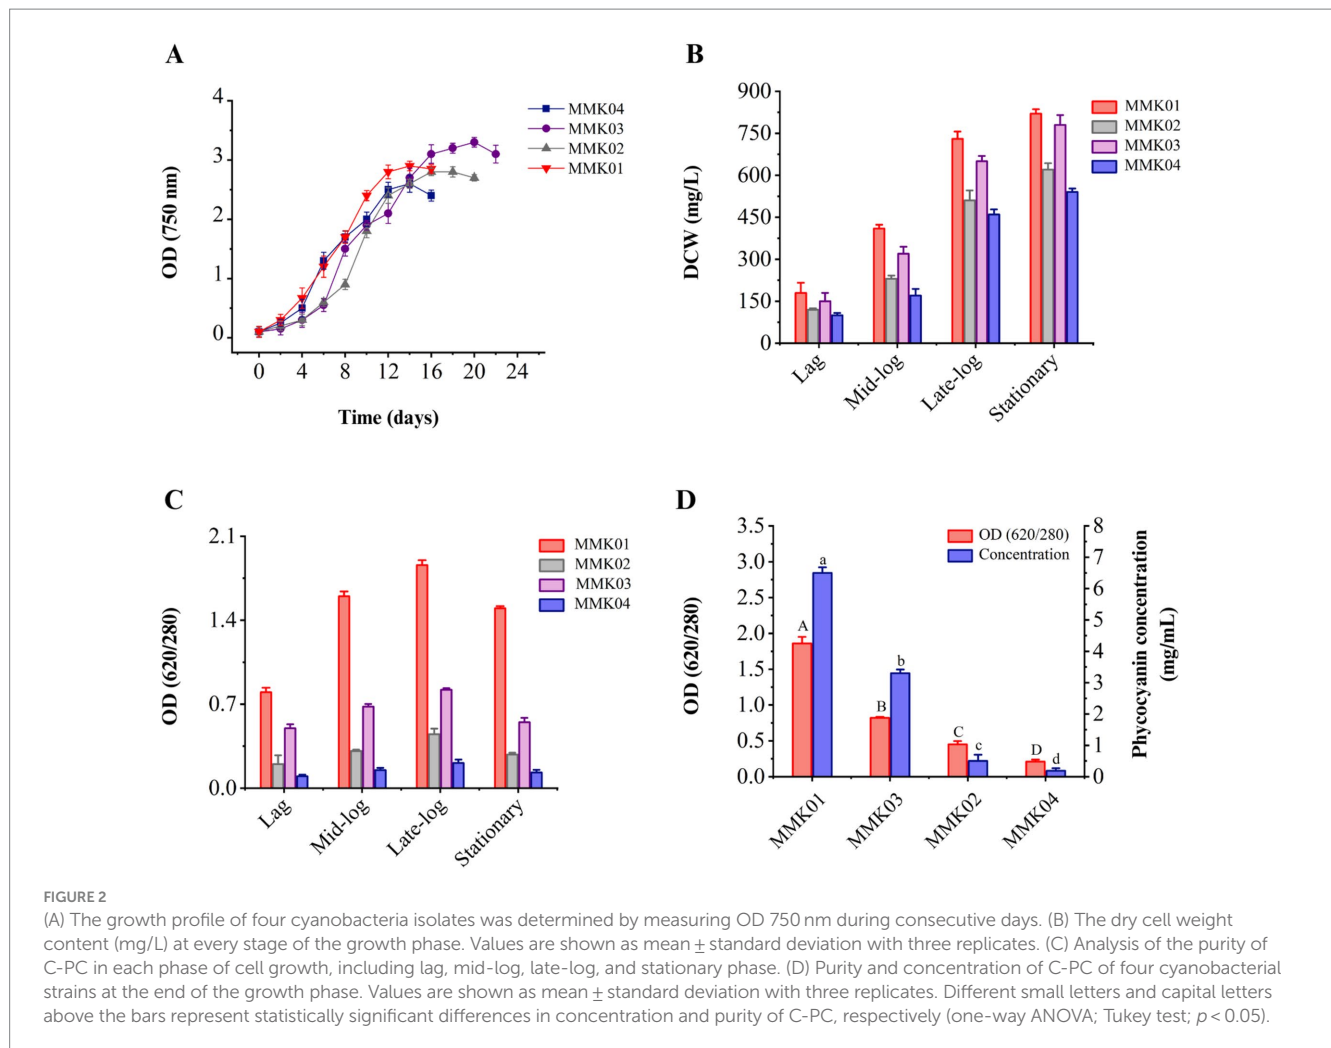 A
OD (750 nm)
4
3
2
1
0
0 4 8 12 16 20 24
Time (days)
MMK04
MMK03
MMK02
MMK01
B
DCW (mg/L)
900
750
600
450
300
150
0
Lag Mid-log Late-log Stationary
MMK01
MMK02
MMK03
MMK04
C
OD (620/280)
2.1
1.4
0.7
0.0
Lag Mid-log Late-log Stationary
MMK01
MMK02
MMK03
MMK04
D
OD (620/280)
3.5
3.0
2.5
2.0
1.5
1.0
0.5
0.0
OD (620/280)
Concentration
A a
B b
C c
D d
MMK01 MMK03 MMK02 MMK04
8
7
6
5
4
3
2
1
0
Phycocyanin concentration
(mg/mL)
FIGURE 2
(A) The growth profile of four cyanobacteria isolates was determined by measuring OD 750 nm during consecutive days. (B) The dry cell weight
content (mg/L) at every stage of the growth phase. Values are shown as mean ± standard deviation with three replicates. (C) Analysis of the purity of
C-PC in each phase of cell growth, including lag, mid-log, late-log, and stationary phase. (D) Purity and concentration of C-PC of four cyanobacterial
strains at the end of the growth phase. Values are shown as mean ± standard deviation with three replicates. Different small letters and capital letters
above the bars represent statistically significant differences in concentration and purity of C-PC, respectively (one-way ANOVA; Tukey test; p < 0.05).